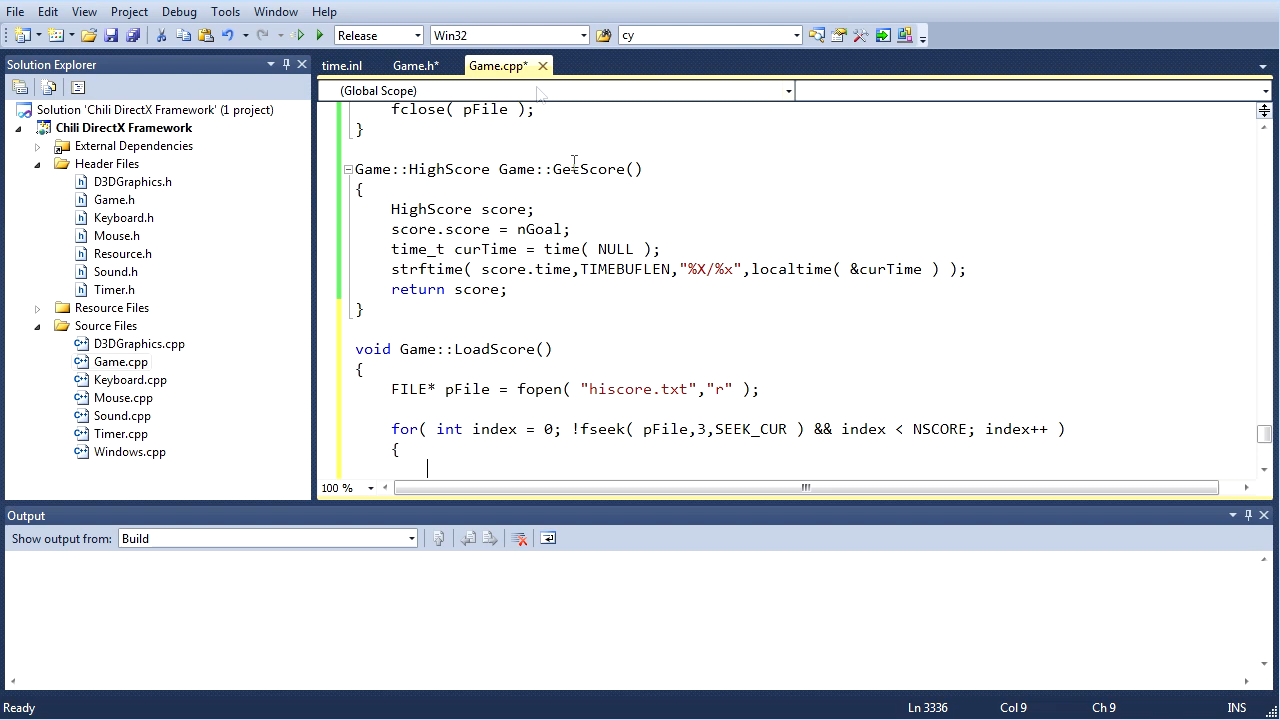 File Edit View Project Debug Tools Window Help
Release Win32 cy
Solution Explorer
time.inl Game.h* Game.cpp*
(Global Scope)
Solution 'Chili DirectX Framework' (1 project)
Chili DirectX Framework
External Dependencies
Header Files
D3DGraphics.h
Game.h
Keyboard.h
Mouse.h
Resource.h
Sound.h
Timer.h
Resource Files
Source Files
D3DGraphics.cpp
Game.cpp
Keyboard.cpp
Mouse.cpp
Sound.cpp
Timer.cpp
Windows.cpp
fclose( pFile );
}
Game::HighScore Game::GetScore()
{
HighScore score;
score.score = nGoal;
time_t curTime = time( NULL );
strftime( score.time,TIMEBUFLEN,"%X/%x",localtime( &curTime ) );
return score;
}
void Game::LoadScore()
{
FILE* pFile = fopen( "hiscore.txt","r" );
for( int index = 0; !fseek( pFile,3,SEEK_CUR ) && index < NSCORE; index++ )
{
100 %
Output
Show output from: Build
Ready Ln 3336 Col 9 Ch 9 INS